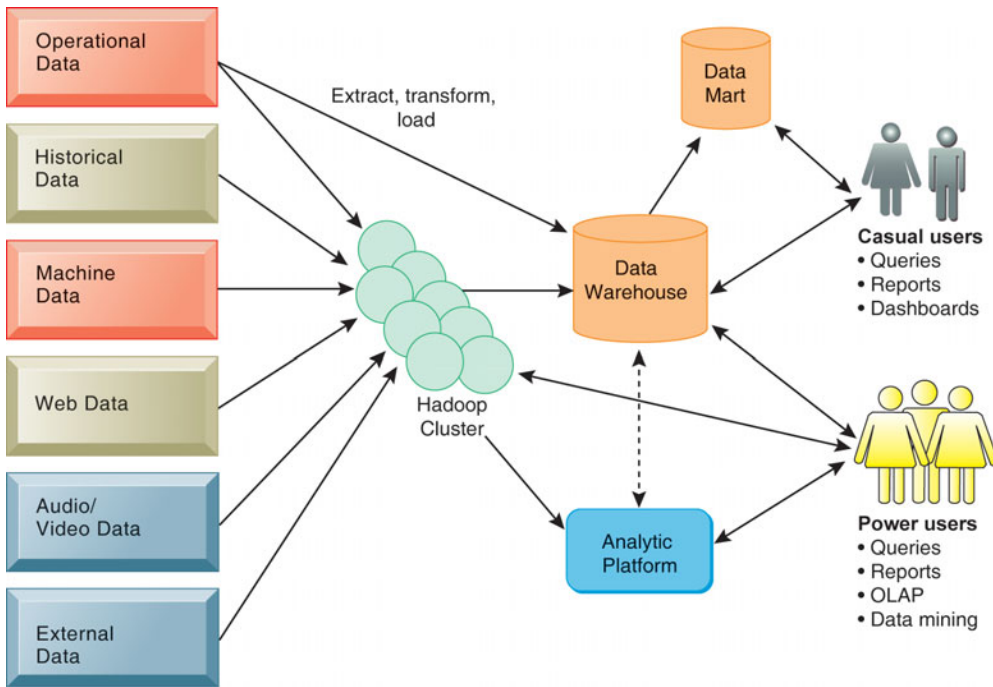 Operational
Data
Historical
Data
Machine
Data
Web Data
Audio/
Video Data
External
Data
Extract, transform,
load
Hadoop
Cluster
Data
Mart
Data
Warehouse
Analytic
Platform
Casual users
• Queries
• Reports
• Dashboards
Power users
• Queries
• Reports
• OLAP
• Data mining